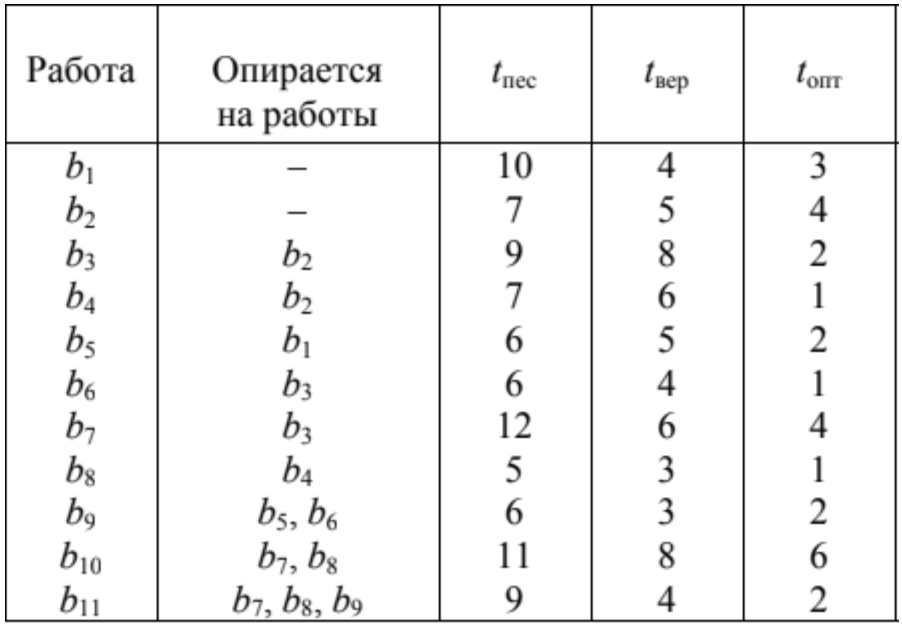 Работа Опирается на работы tпес tвер tопт
b1 – 10 4 3
b2 – 7 5 4
b3 b2 9 8 2
b4 b2 7 6 1
b5 b1 6 5 2
b6 b3 6 4 1
b7 b3 12 6 4
b8 b4 5 3 1
b9 b5, b6 6 3 2
b10 b7, b8 11 8 6
b11 b7, b8, b9 9 4 2